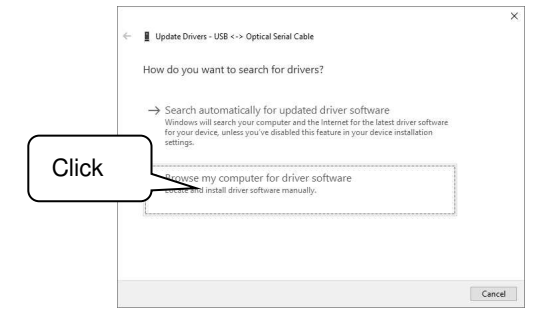 Update Drivers - USB <-> Optical Serial Cable
How do you want to search for drivers?
Search automatically for updated driver software
Windows will search your computer and the Internet for the latest driver software
for your device, unless you've disabled this feature in your device installation
settings.
Click
Browse my computer for driver software
Locate and install driver software manually.
Cancel